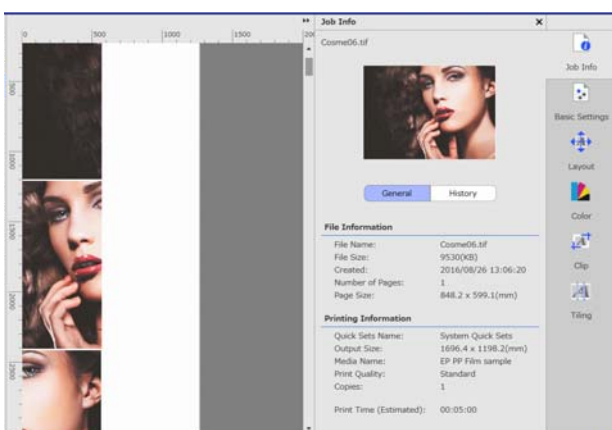 Job Info
Cosme06.tif
General
History
File Information
File Name: Cosme06.tif
File Size: 9530(KB)
Created: 2016/08/26 13:06:20
Number of Pages: 1
Page Size: 848.2 x 599.1(mm)
Printing Information
Quick Sets Name: System Quick Sets
Output Size: 1696.4 x 1198.2(mm)
Media Name: EP PP Film sample
Print Quality: Standard
Copies: 1
Print Time (Estimated): 00:05:00
Job Info
Basic Settings
Layout
Color
Clip
Tiling
0 500 1000 1500
500
1000
1500
2000
2500